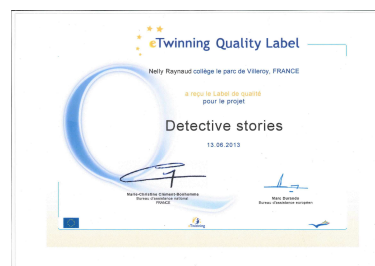 eTwinning Quality Label
Nelly Raynaud collège le parc de Villeroy, FRANCE
a reçu le Label de qualité
pour le projet
Detective stories
13.06.2013
Marie-Christine Clément-Bonhomme
Bureau d'assistance national
FRANCE
Marc Durando
Bureau d'assistance européen
eTwinning